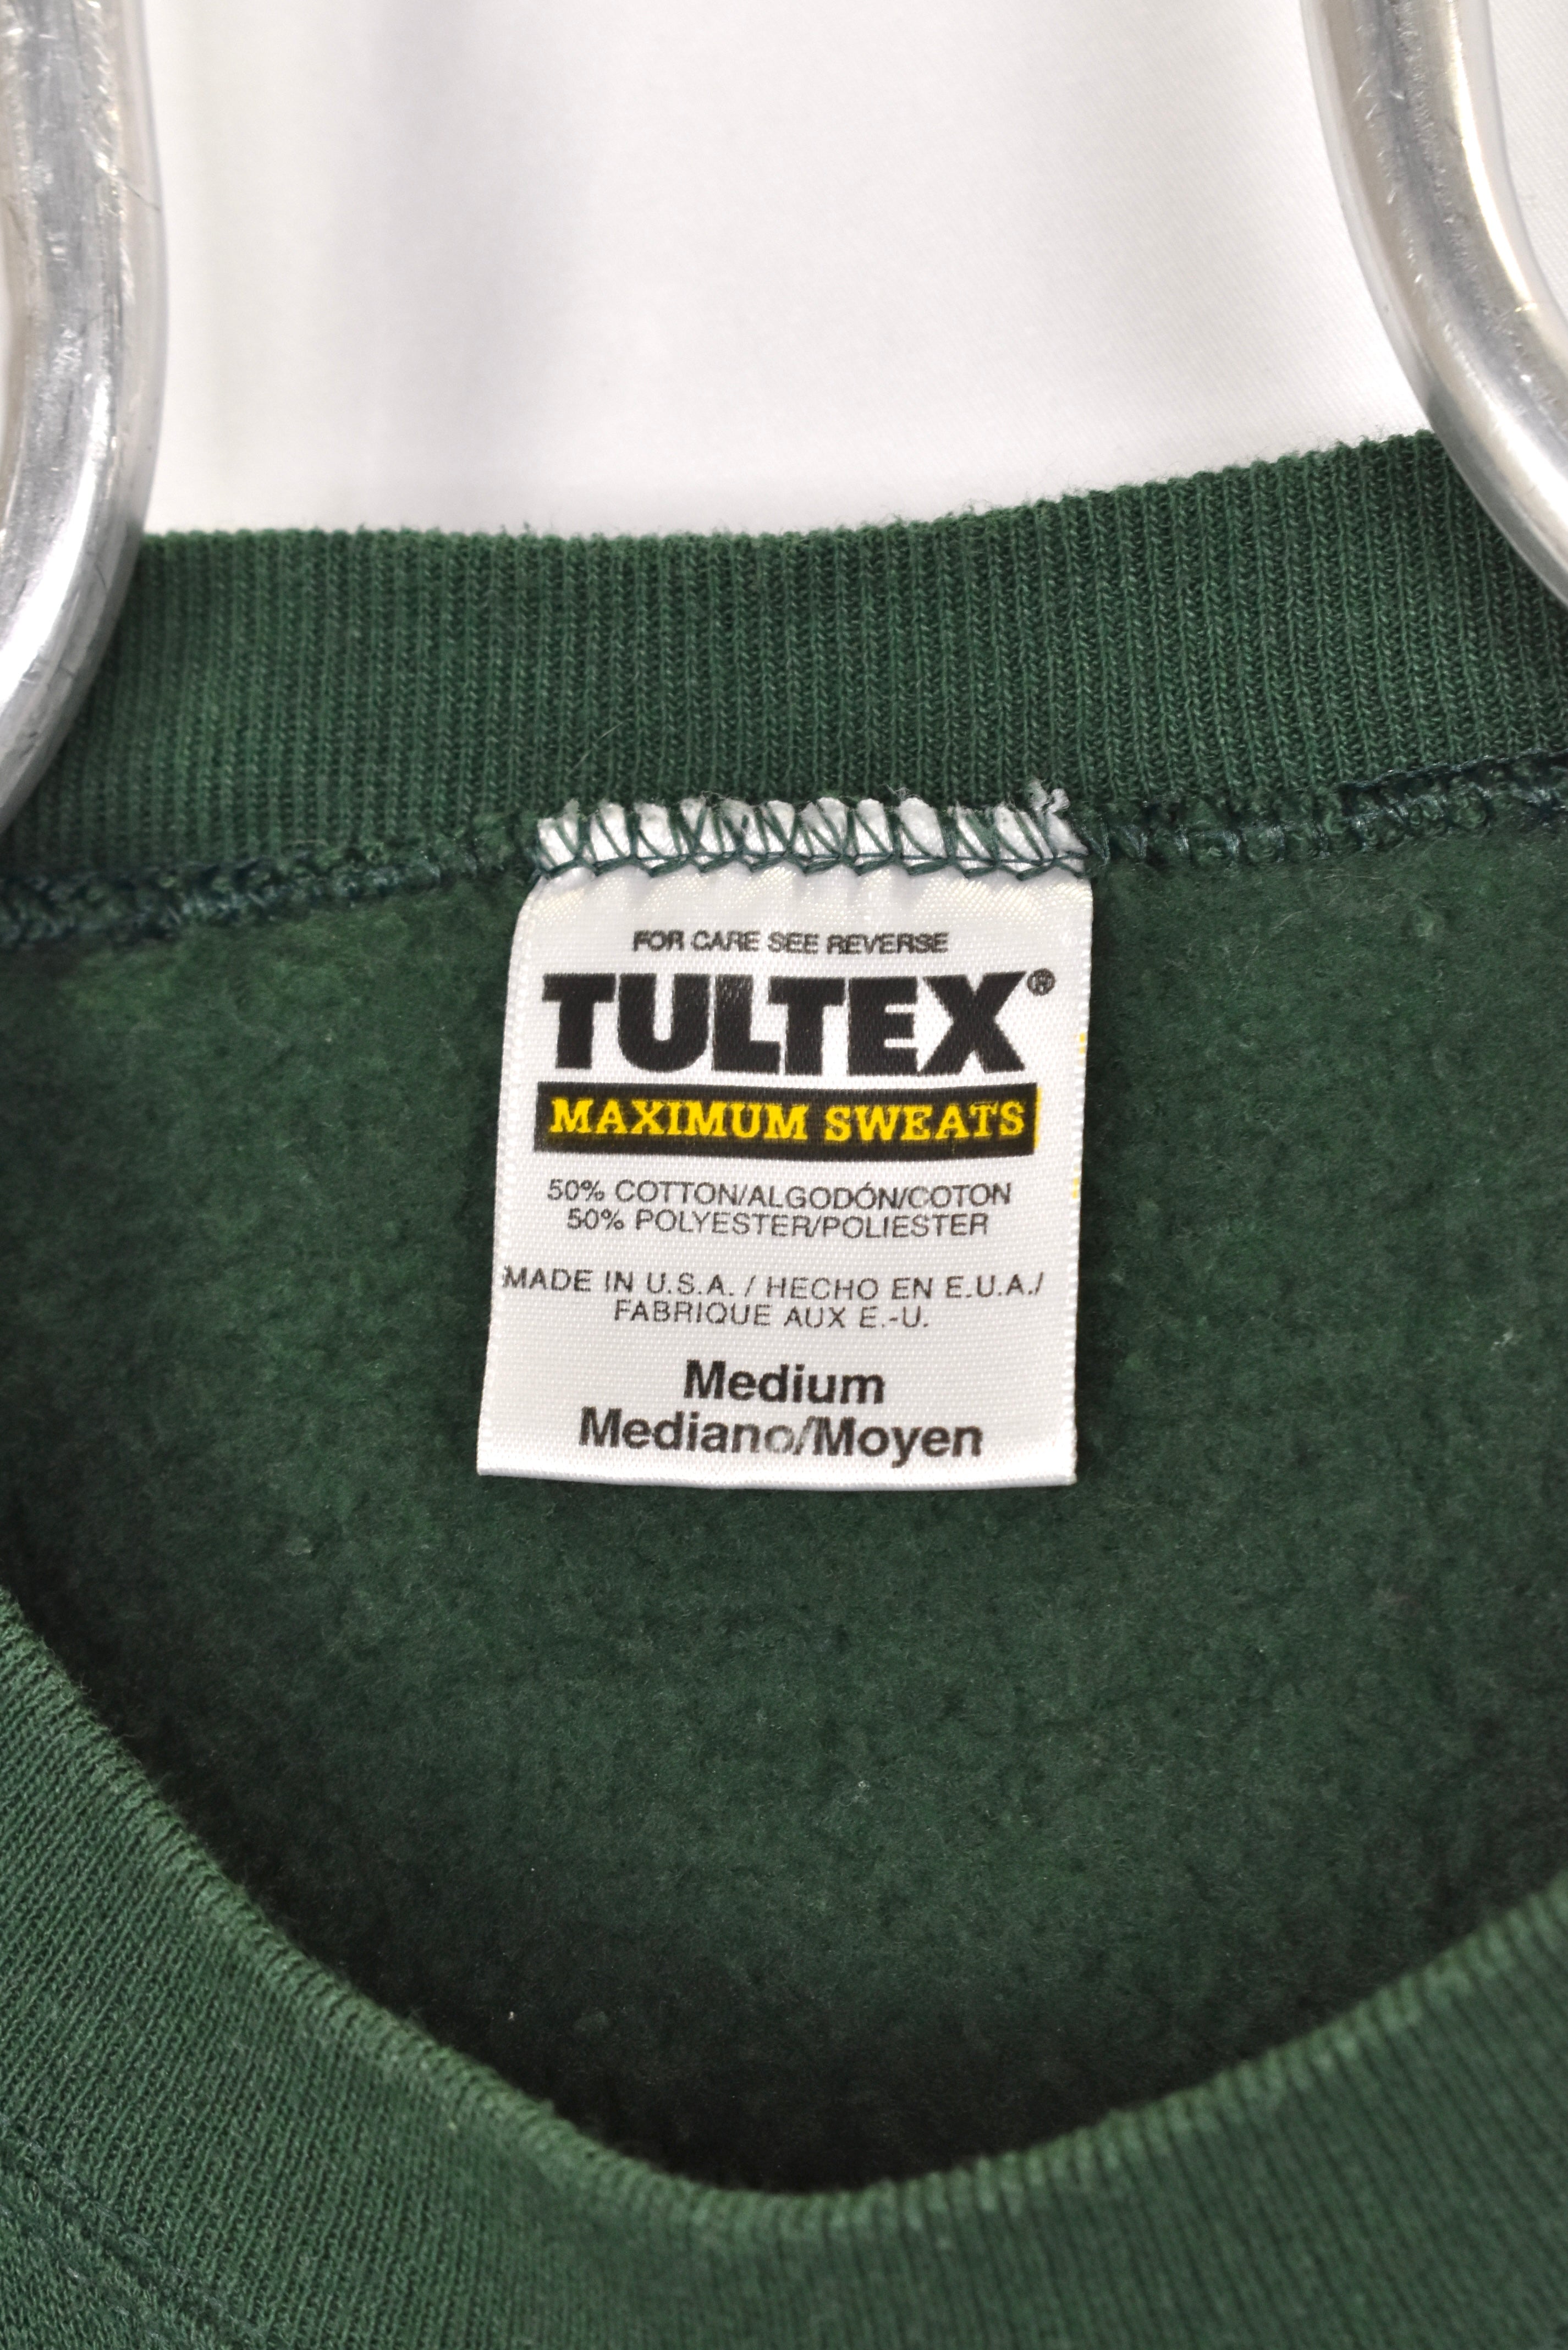 FOR CARE SEE REVERSE
TULTEX®
MAXIMUM SWEATS
50% COTTON/ALGODÓN/COTON
50% POLYESTER/POLIESTER
MADE IN U.S.A. / HECHO EN E.U.A./
FABRIQUE AUX E.-U.
Medium
Mediano/Moyen